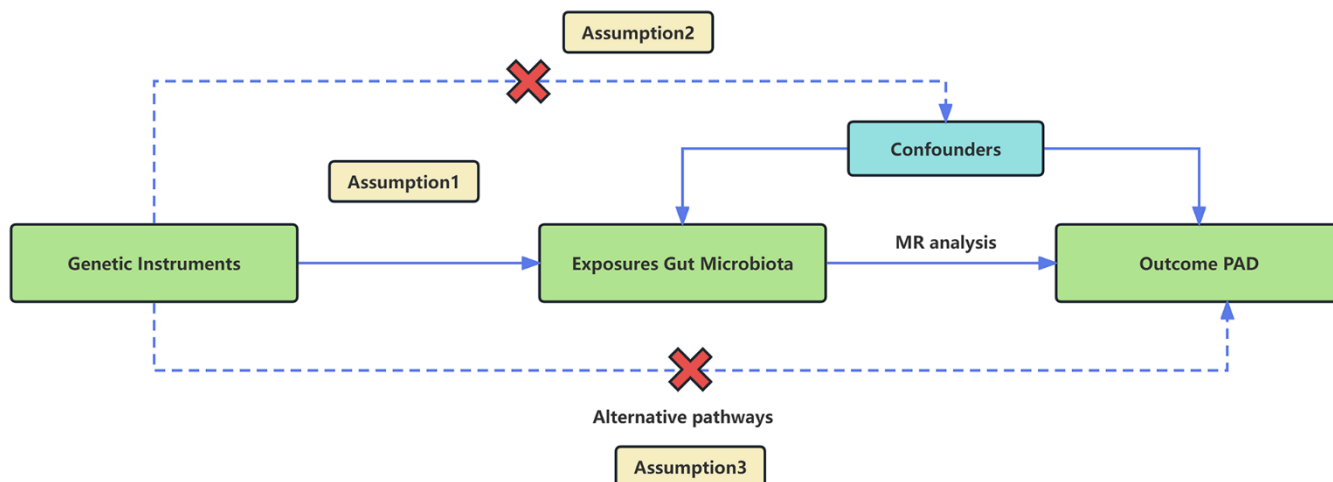 Assumption2
Confounders
Assumption1
Genetic Instruments
Exposures Gut Microbiota
MR analysis
Outcome PAD
Alternative pathways
Assumption3